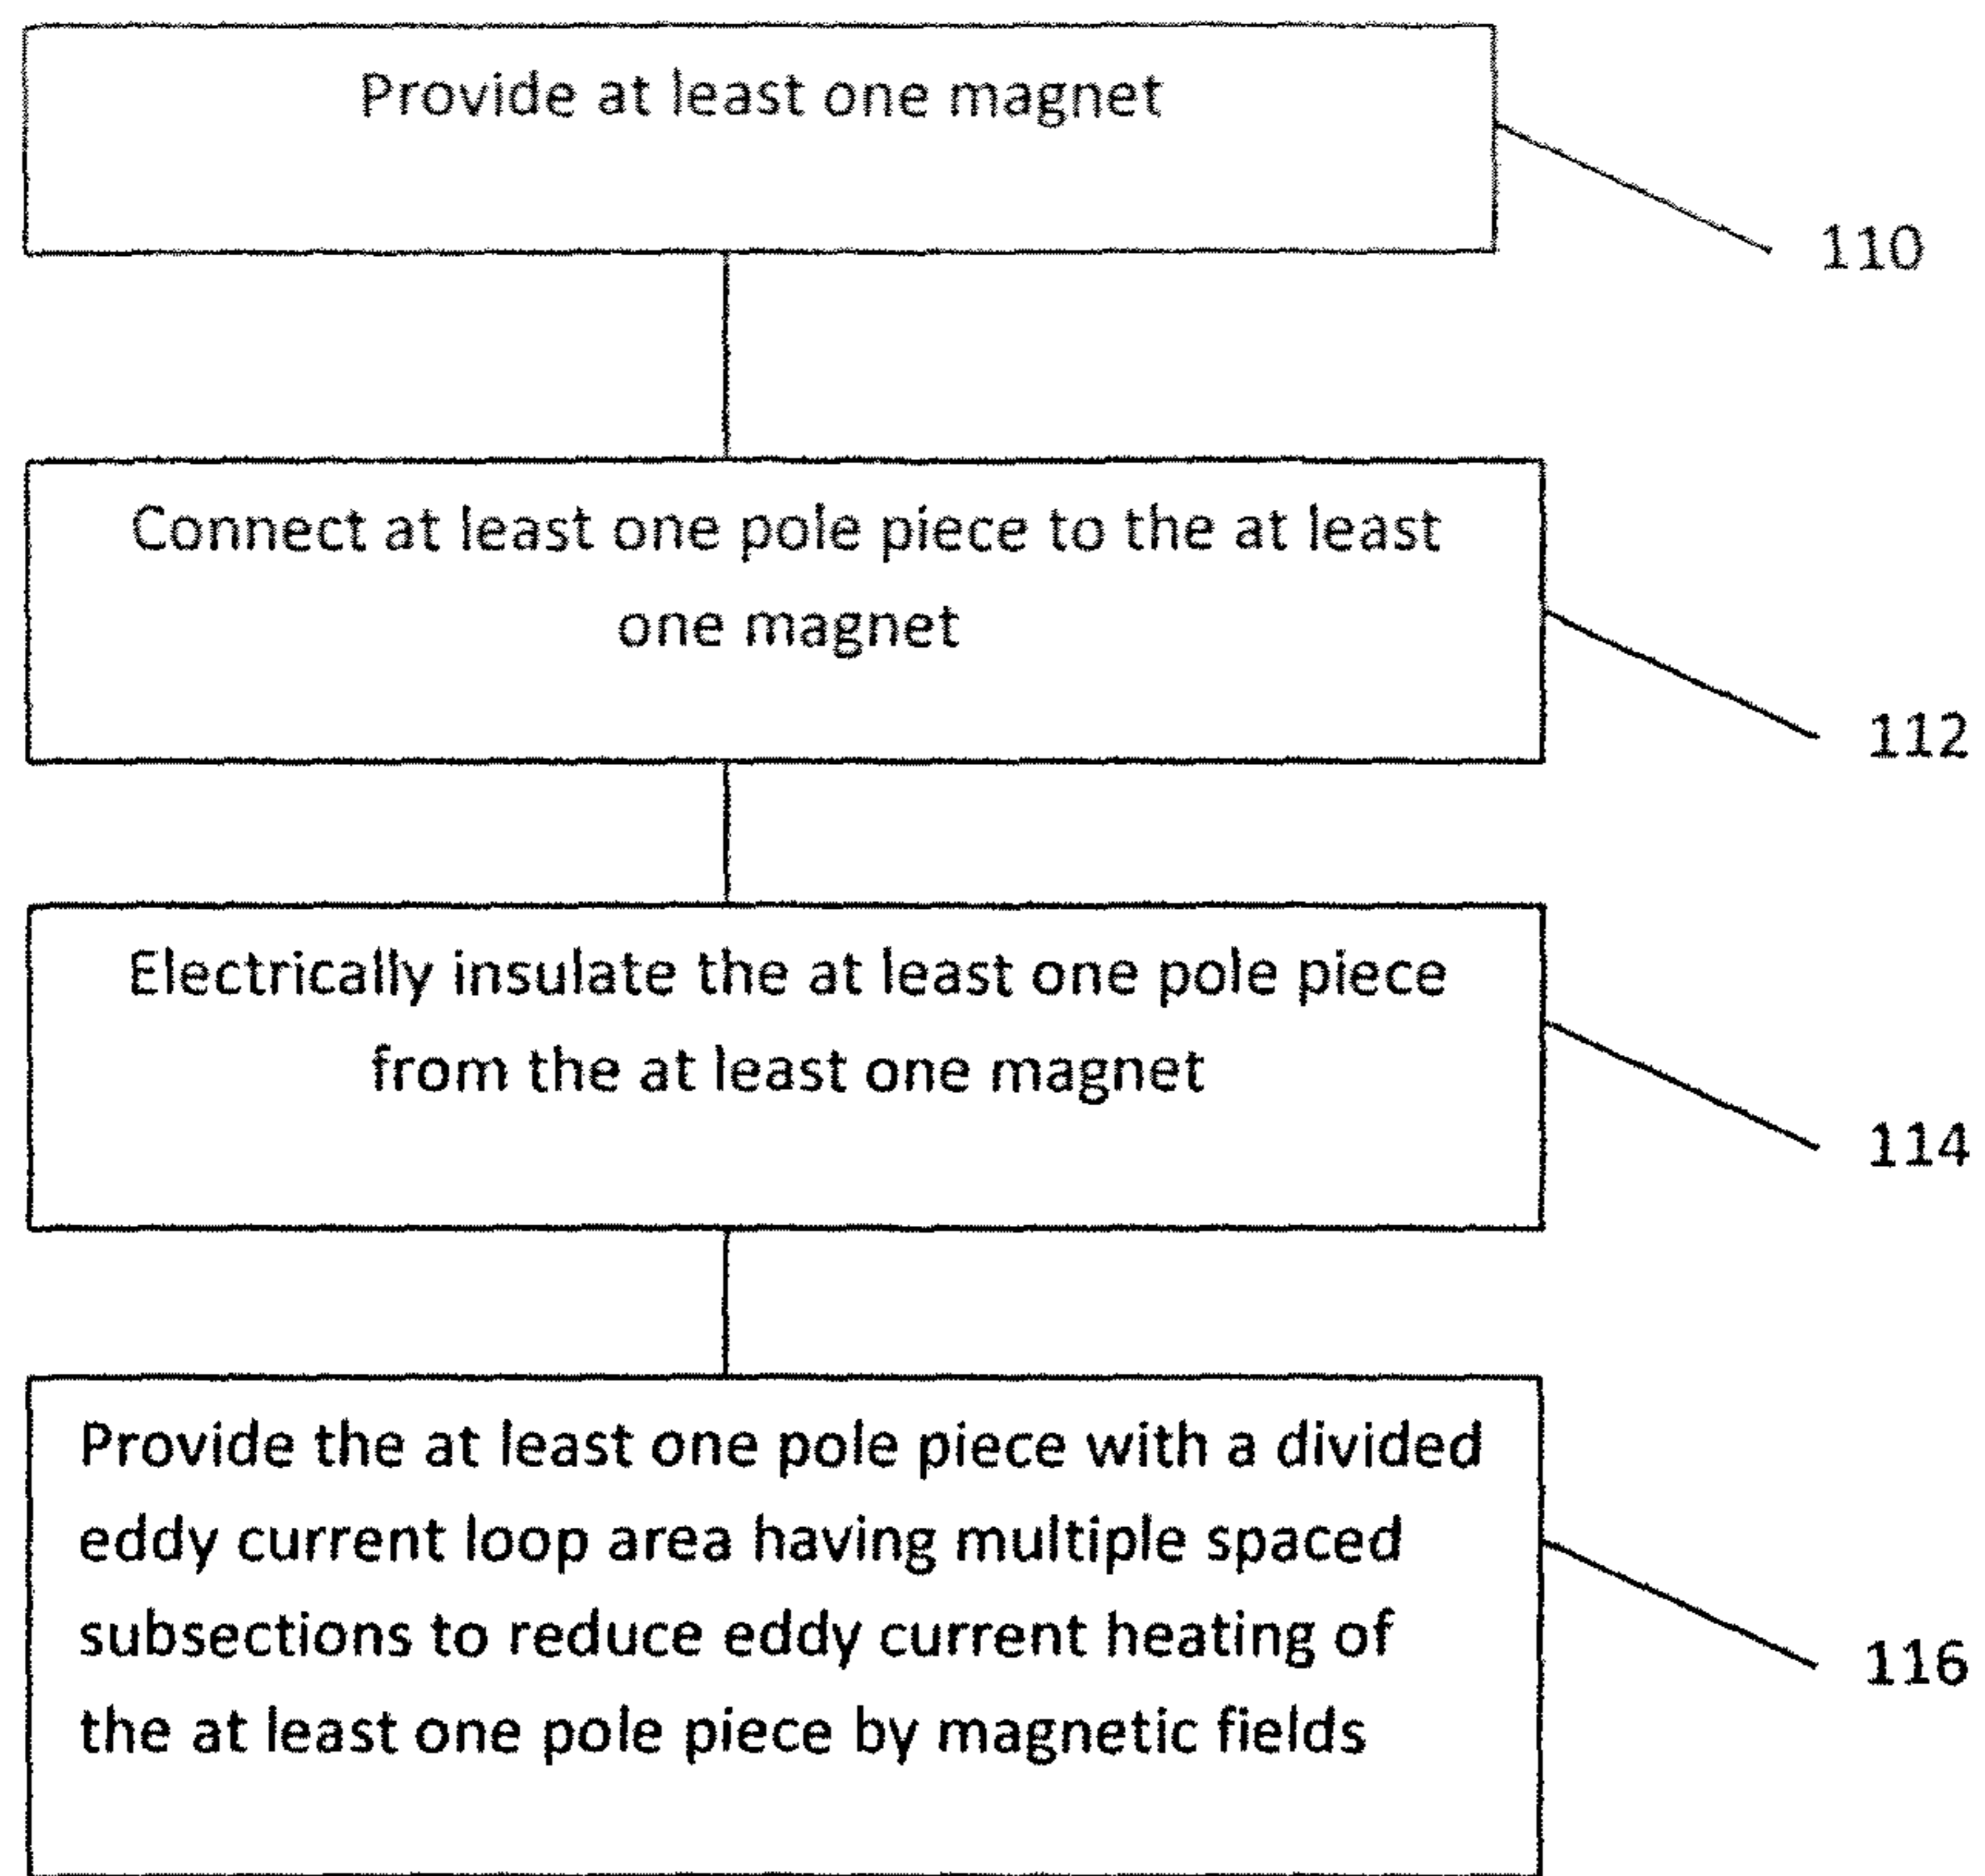 Provide at least one magnet
110
Connect at least one pole piece to the at least
one magnet
112
Electrically insulate the at least one pole piece
from the at least one magnet
114
Provide the at least one pole piece with a divided
eddy current loop area having multiple spaced
subsections to reduce eddy current heating of
the at least one pole piece by magnetic fields
116